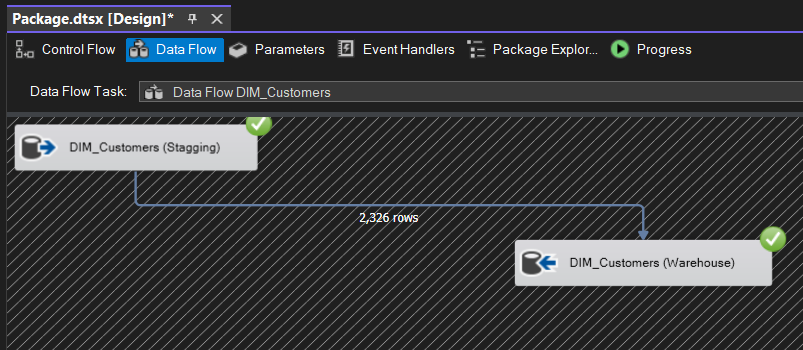 Package.dtsx [Design]*
Control Flow Data Flow Parameters Event Handlers Package Explor... Progress
Data Flow Task: Data Flow DIM_Customers
DIM_Customers (Stagging)
2,326 rows
DIM_Customers (Warehouse)